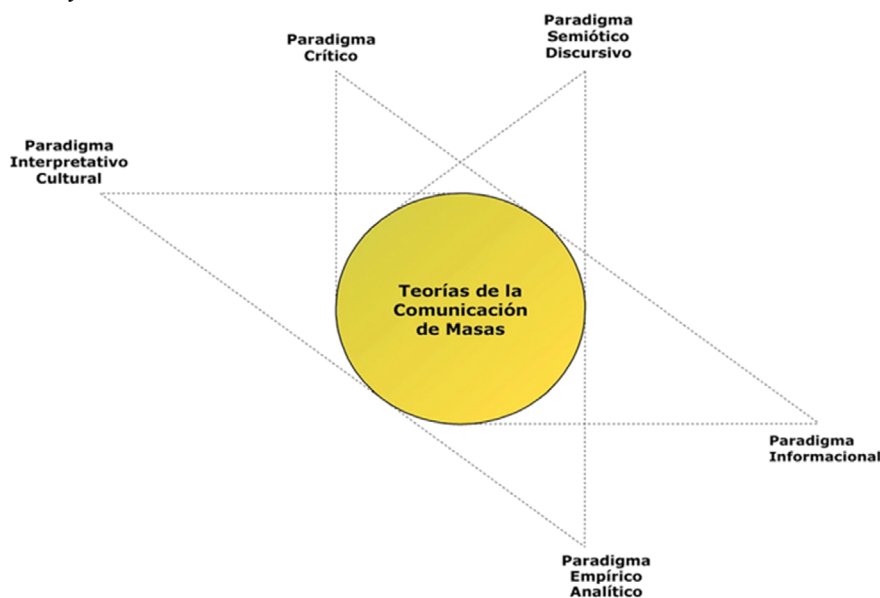 Paradigma
Crítico
Paradigma
Semiótico
Discursivo
Paradigma
Interpretativo
Cultural
Teorías de la
Comunicación
de Masas
Paradigma
Informacional
Paradigma
Empírico
Analítico